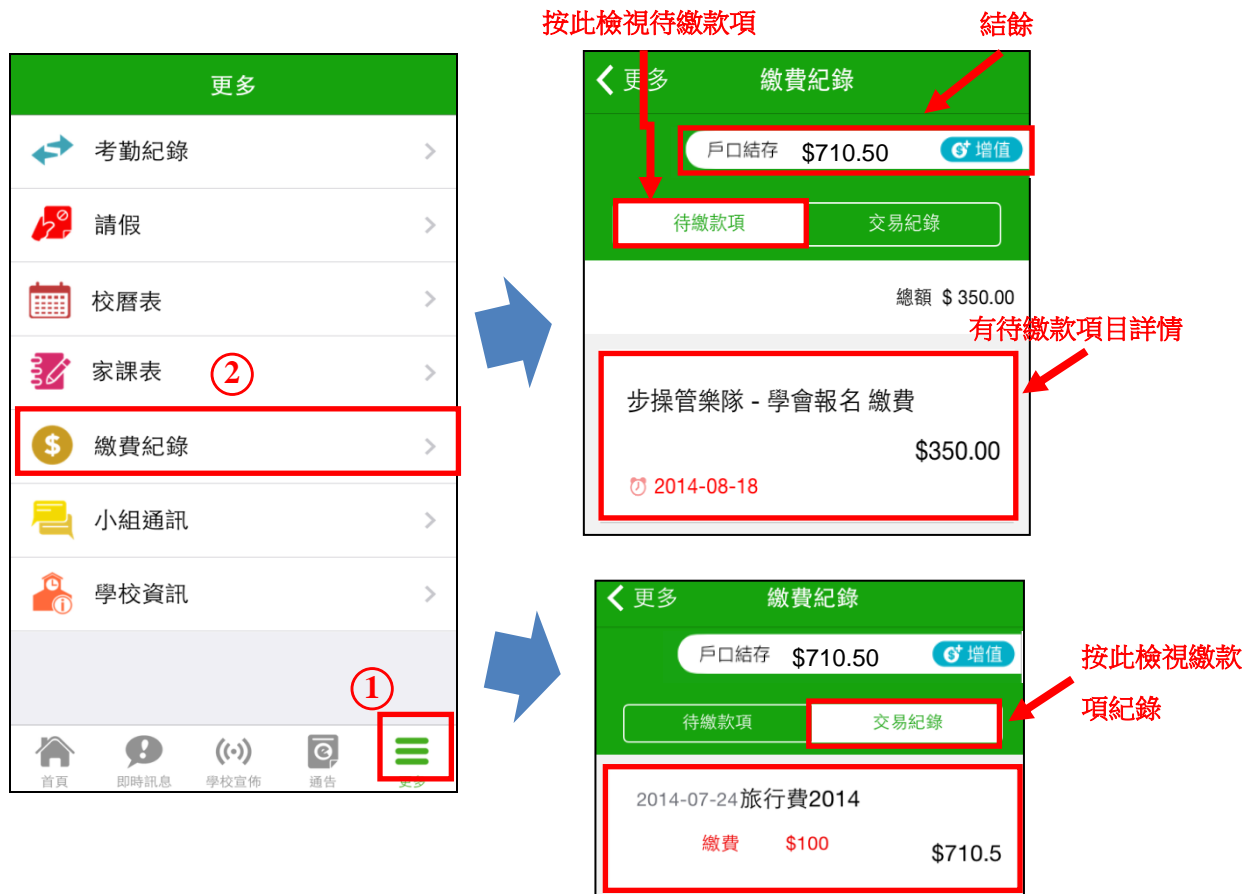 按此檢視待繳款項
結餘
更多
考勤紀錄
請假
校曆表
家課表
②
繳費紀錄
小組通訊
學校資訊
①
首頁
即時訊息
學校宣佈
通告
更多
更多 繳費紀錄
戶口結存 $710.50 增值
待繳款項 交易紀錄
總額 $ 350.00
有待繳款項目詳情
步操管樂隊 - 學會報名 繳費
$350.00
2014-08-18
更多 繳費紀錄
戶口結存 $710.50 增值
待繳款項 交易紀錄
按此檢視繳款
項紀錄
2014-07-24旅行費2014
繳費 $100 $710.5